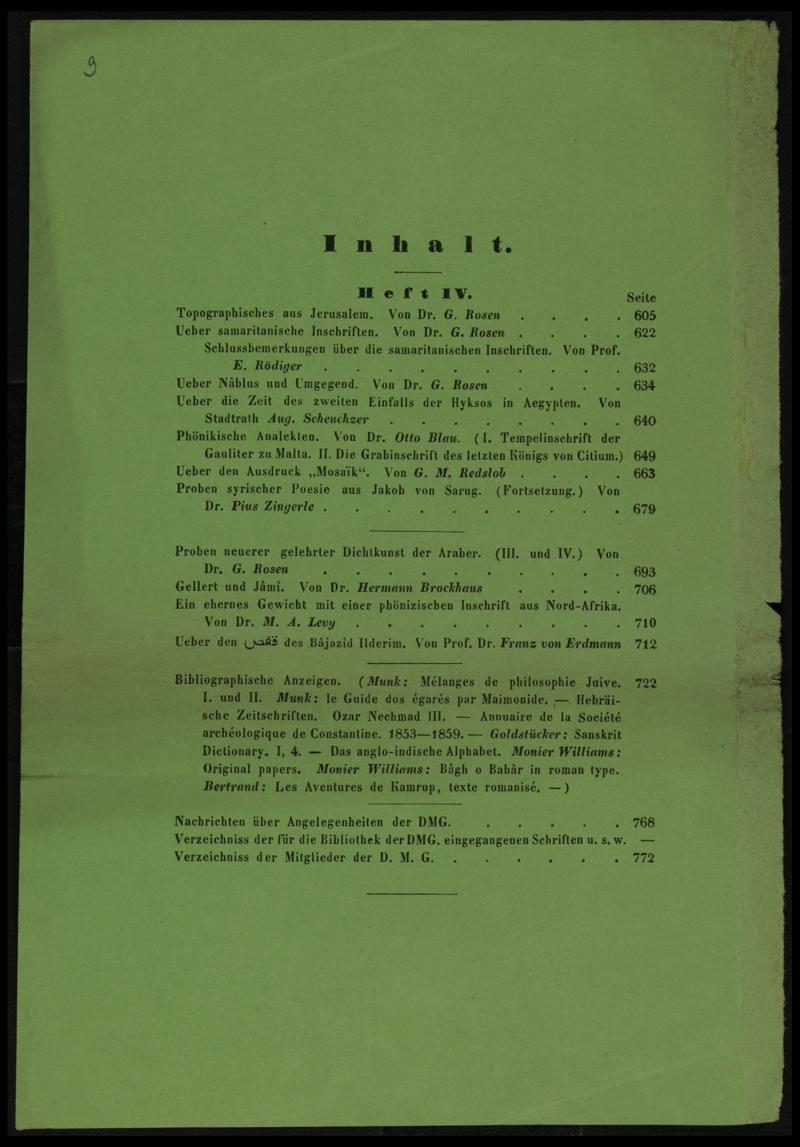 9
Inhalt.
Heft IV.
Seite
Topographisches aus Jerusalem. Von Dr. G. Rosen . . . . 605
Ueber samaritanische Inschriften. Von Dr. G. Rosen . . . . 622
Schlussbemerkungen über die samaritanischen Inschriften. Von Prof.
E. Rödiger . . . . . . . . . . 632
Ueber Nâblus und Umgegend. Von Dr. G. Rosen . . . . 634
Ueber die Zeit des zweiten Einfalls der Hyksos in Aegypten. Von
Stadtrath Aug. Scheuchzer . . . . . . . . 640
Phönikische Analekten. Von Dr. Otto Blau. (I. Tempelinschrift der
Gauliter zu Malta. II. Die Grabinschrift des letzten Königs von Citium.) 649
Ueber den Ausdruck „Mosaïk“. Von G. M. Redslob . . . . 663
Proben syrischer Poesie aus Jakob von Sarug. (Fortsetzung.) Von
Dr. Pius Zingerle . . . . . . . . . . 679
Proben neuerer gelehrter Dichtkunst der Araber. (III. und IV.) Von
Dr. G. Rosen . . . . . . . . . . 693
Gellert und Jâmî. Von Dr. Hermann Brockhaus . . . . 706
Ein ehernes Gewicht mit einer phönizischen Inschrift aus Nord-Afrika.
Von Dr. M. A. Levy . . . . . . . . . 710
Ueber den قفص des Bâjazîd Ilderim. Von Prof. Dr. Franz von Erdmann 712
Bibliographische Anzeigen. (Munk: Mélanges de philosophie Juive. 722
I. und II. Munk: le Guide dos égarés par Maimonide. — Hebräi-
sche Zeitschriften. Ozar Nechmad III. — Annuaire de la Société
archéologique de Constantine. 1853—1859. — Goldstücker: Sanskrit
Dictionary. I, 4. — Das anglo-indische Alphabet. Monier Williams:
Original papers. Monier Williams: Bâgh o Bahâr in roman type.
Bertrand: Les Aventures de Kamrup, texte romanisé. —)
Nachrichten über Angelegenheiten der DMG. . . . . . 768
Verzeichniss der für die Bibliothek der DMG. eingegangenen Schriften u. s. w. —
Verzeichniss der Mitglieder der D. M. G. . . . . . . 772